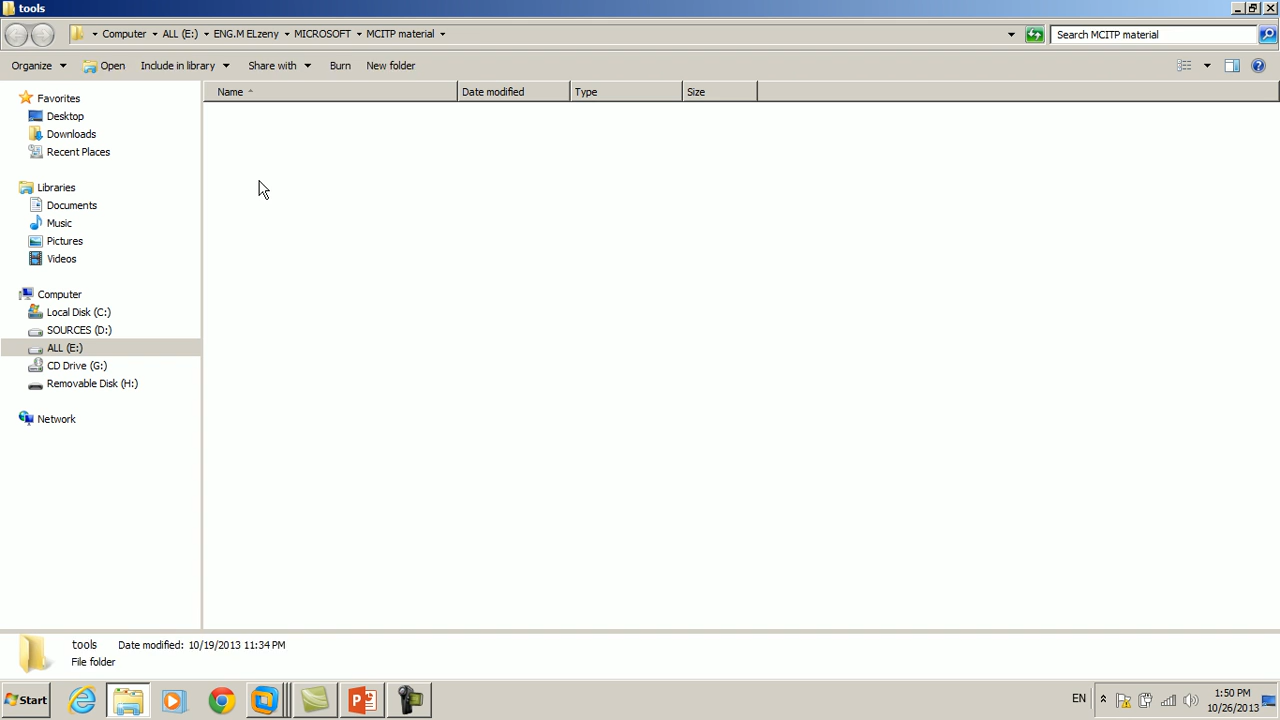 tools
Computer ALL (E:) ENG.M ELzeny MICROSOFT MCITP material
Search MCITP material
Organize Open Include in library Share with Burn New folder
Name Date modified Type Size
Favorites
Desktop
Downloads
Recent Places
Libraries
Documents
Music
Pictures
Videos
Computer
Local Disk (C:)
SOURCES (D:)
ALL (E:)
CD Drive (G:)
Removable Disk (H:)
Network
tools Date modified: 10/19/2013 11:34 PM
File folder
Start
EN
1:50 PM
10/26/2013